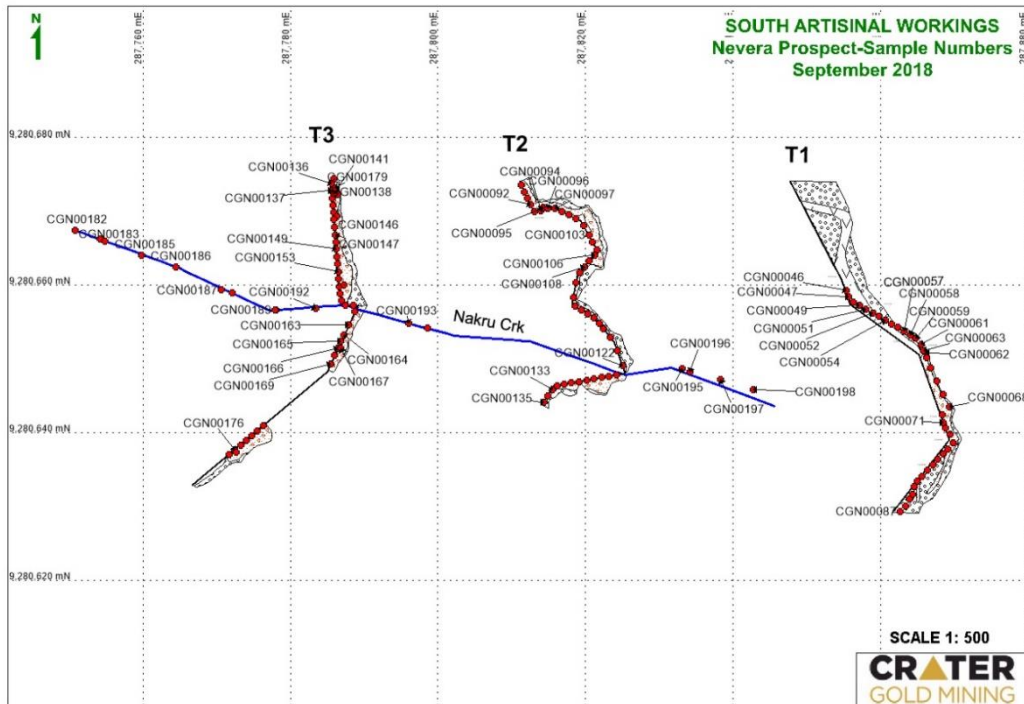 SOUTH ARTISINAL WORKINGS
Nevera Prospect-Sample Numbers
September 2018
N
1
287,760 mE
287,780 mE
287,800 mE
287,820 mE
9,280,680 mN
9,280,660 mN
9,280,640 mN
9,280,620 mN
T3
T2
T1
CGN00136
CGN00141
CGN00179
CGN00137
CGN00138
CGN00146
CGN00149
CGN00147
CGN00153
CGN00182
CGN00183
CGN00185
CGN00186
CGN00187
CGN00192
CGN00193
CGN00163
CGN00165
CGN00164
CGN00166
CGN00167
CGN00169
CGN00176
Nakru Crk
CGN00094
CGN00096
CGN00092
CGN00097
CGN00095
CGN00103
CGN00106
CGN00108
CGN00122
CGN00133
CGN00135
CGN00196
CGN00195
CGN00198
CGN00197
CGN00046
CGN00047
CGN00049
CGN00051
CGN00052
CGN00054
CGN00057
CGN00058
CGN00059
CGN00061
CGN00063
CGN00062
CGN00068
CGN00071
CGN00087
SCALE 1: 500
CRATER
GOLD MINING